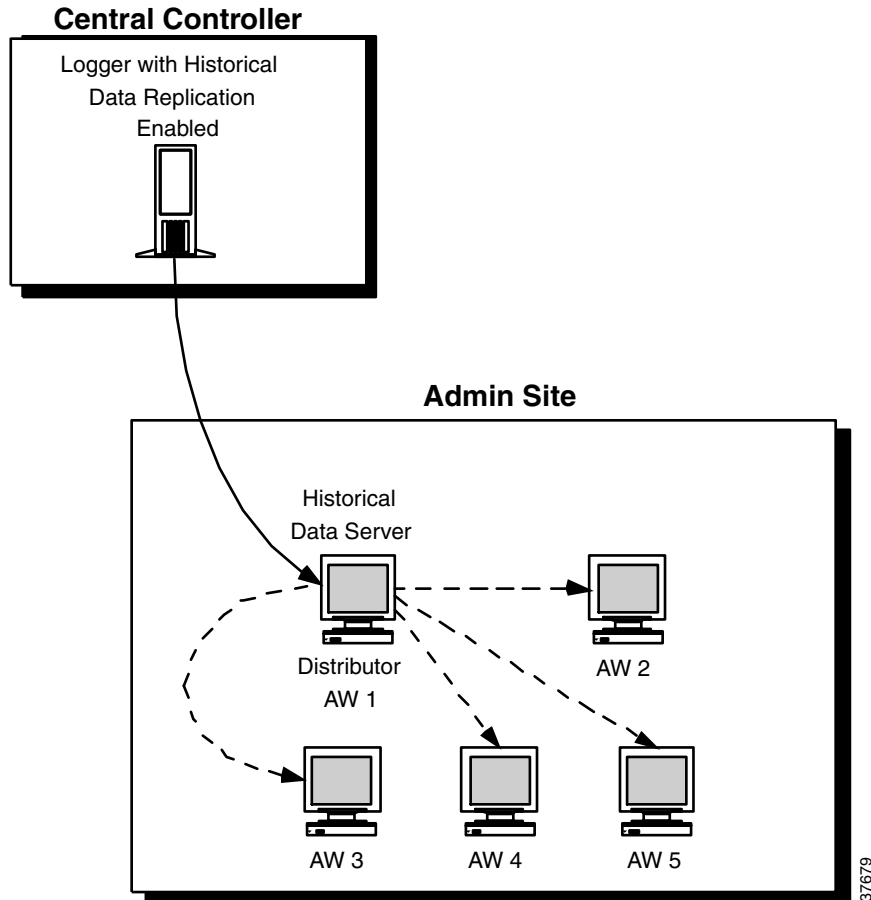 Central Controller
Logger with Historical
Data Replication
Enabled
Admin Site
Historical
Data Server
Distributor
AW 1
AW 2
AW 3
AW 4
AW 5
37679